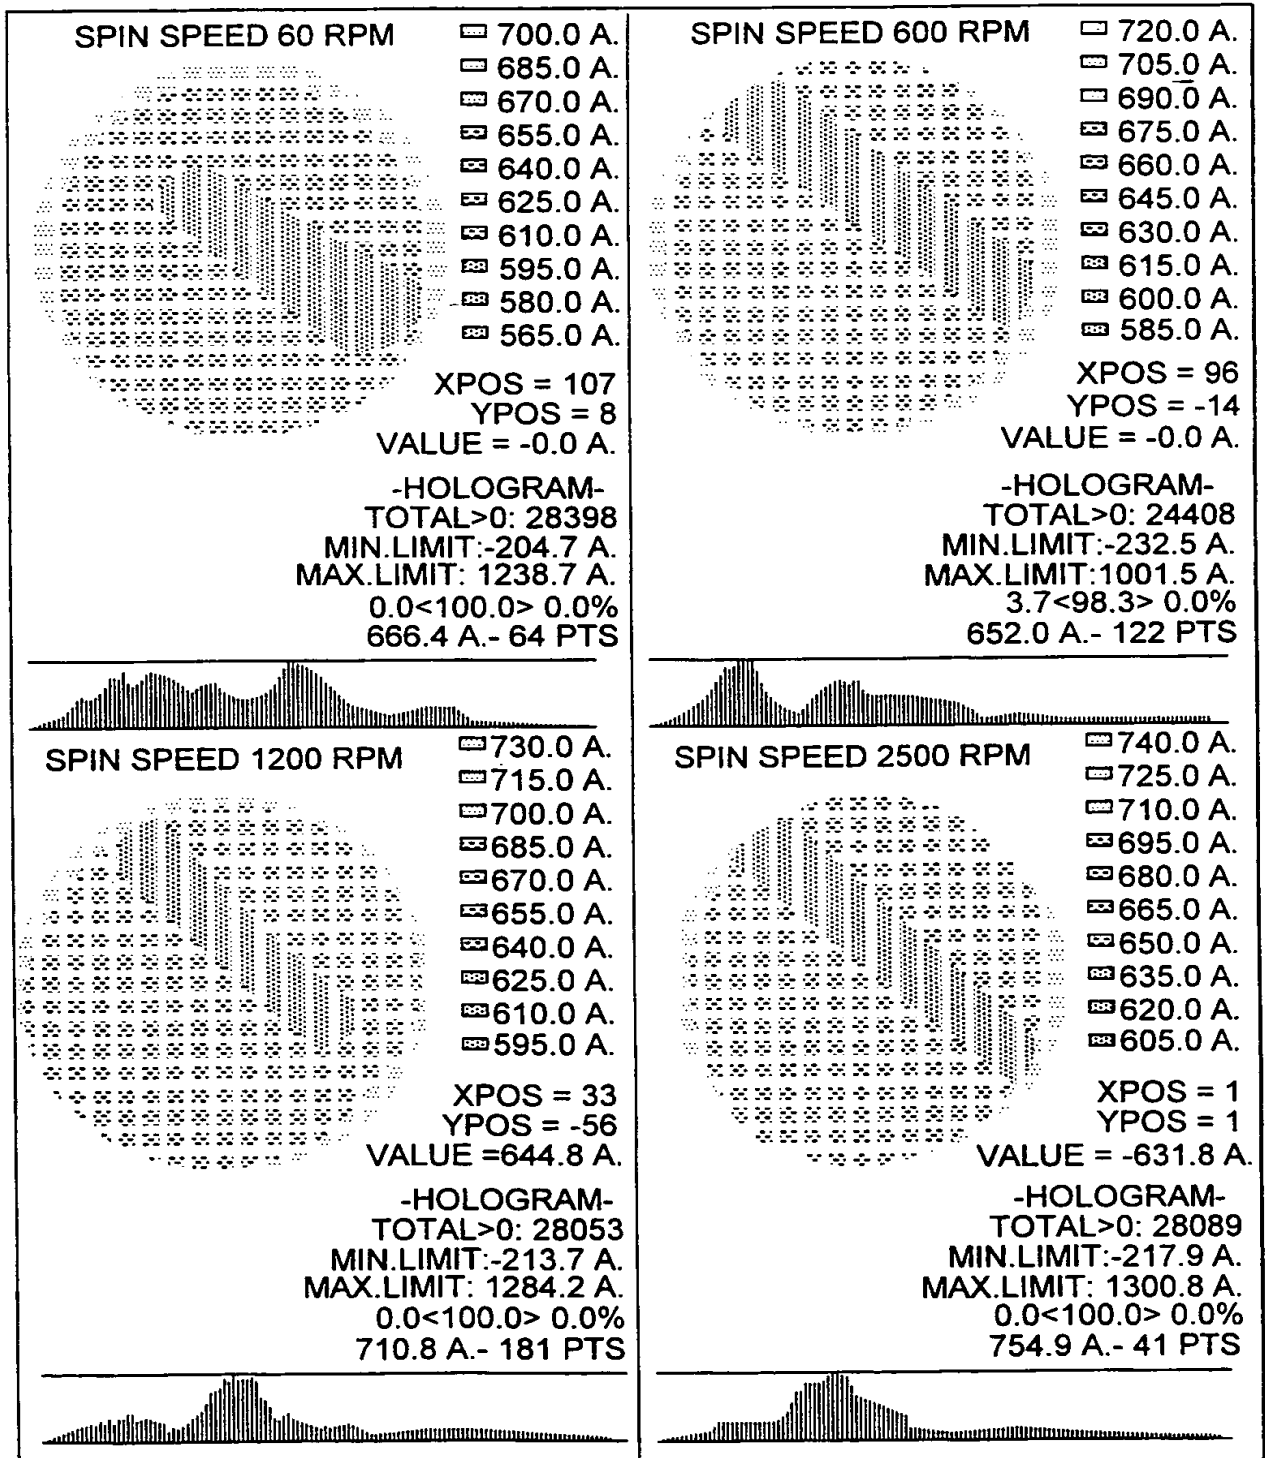 SPIN SPEED 60 RPM
700.0 A.
685.0 A.
670.0 A.
655.0 A.
640.0 A.
625.0 A.
610.0 A.
595.0 A.
580.0 A.
565.0 A.
XPOS = 107
YPOS = 8
VALUE = -0.0 A.
-HOLOGRAM-
TOTAL>0: 28398
MIN.LIMIT:-204.7 A.
MAX.LIMIT: 1238.7 A.
0.0<100.0> 0.0%
666.4 A.- 64 PTS
SPIN SPEED 600 RPM
720.0 A.
705.0 A.
690.0 A.
675.0 A.
660.0 A.
645.0 A.
630.0 A.
615.0 A.
600.0 A.
585.0 A.
XPOS = 96
YPOS = -14
VALUE = -0.0 A.
-HOLOGRAM-
TOTAL>0: 24408
MIN.LIMIT:-232.5 A.
MAX.LIMIT:1001.5 A.
3.7<98.3> 0.0%
652.0 A.- 122 PTS
SPIN SPEED 1200 RPM
730.0 A.
715.0 A.
700.0 A.
685.0 A.
670.0 A.
655.0 A.
640.0 A.
625.0 A.
610.0 A.
595.0 A.
XPOS = 33
YPOS = -56
VALUE =644.8 A.
-HOLOGRAM-
TOTAL>0: 28053
MIN.LIMIT:-213.7 A.
MAX.LIMIT: 1284.2 A.
0.0<100.0> 0.0%
710.8 A.- 181 PTS
SPIN SPEED 2500 RPM
740.0 A.
725.0 A.
710.0 A.
695.0 A.
680.0 A.
665.0 A.
650.0 A.
635.0 A.
620.0 A.
605.0 A.
XPOS = 1
YPOS = 1
VALUE = -631.8 A.
-HOLOGRAM-
TOTAL>0: 28089
MIN.LIMIT:-217.9 A.
MAX.LIMIT: 1300.8 A.
0.0<100.0> 0.0%
754.9 A.- 41 PTS